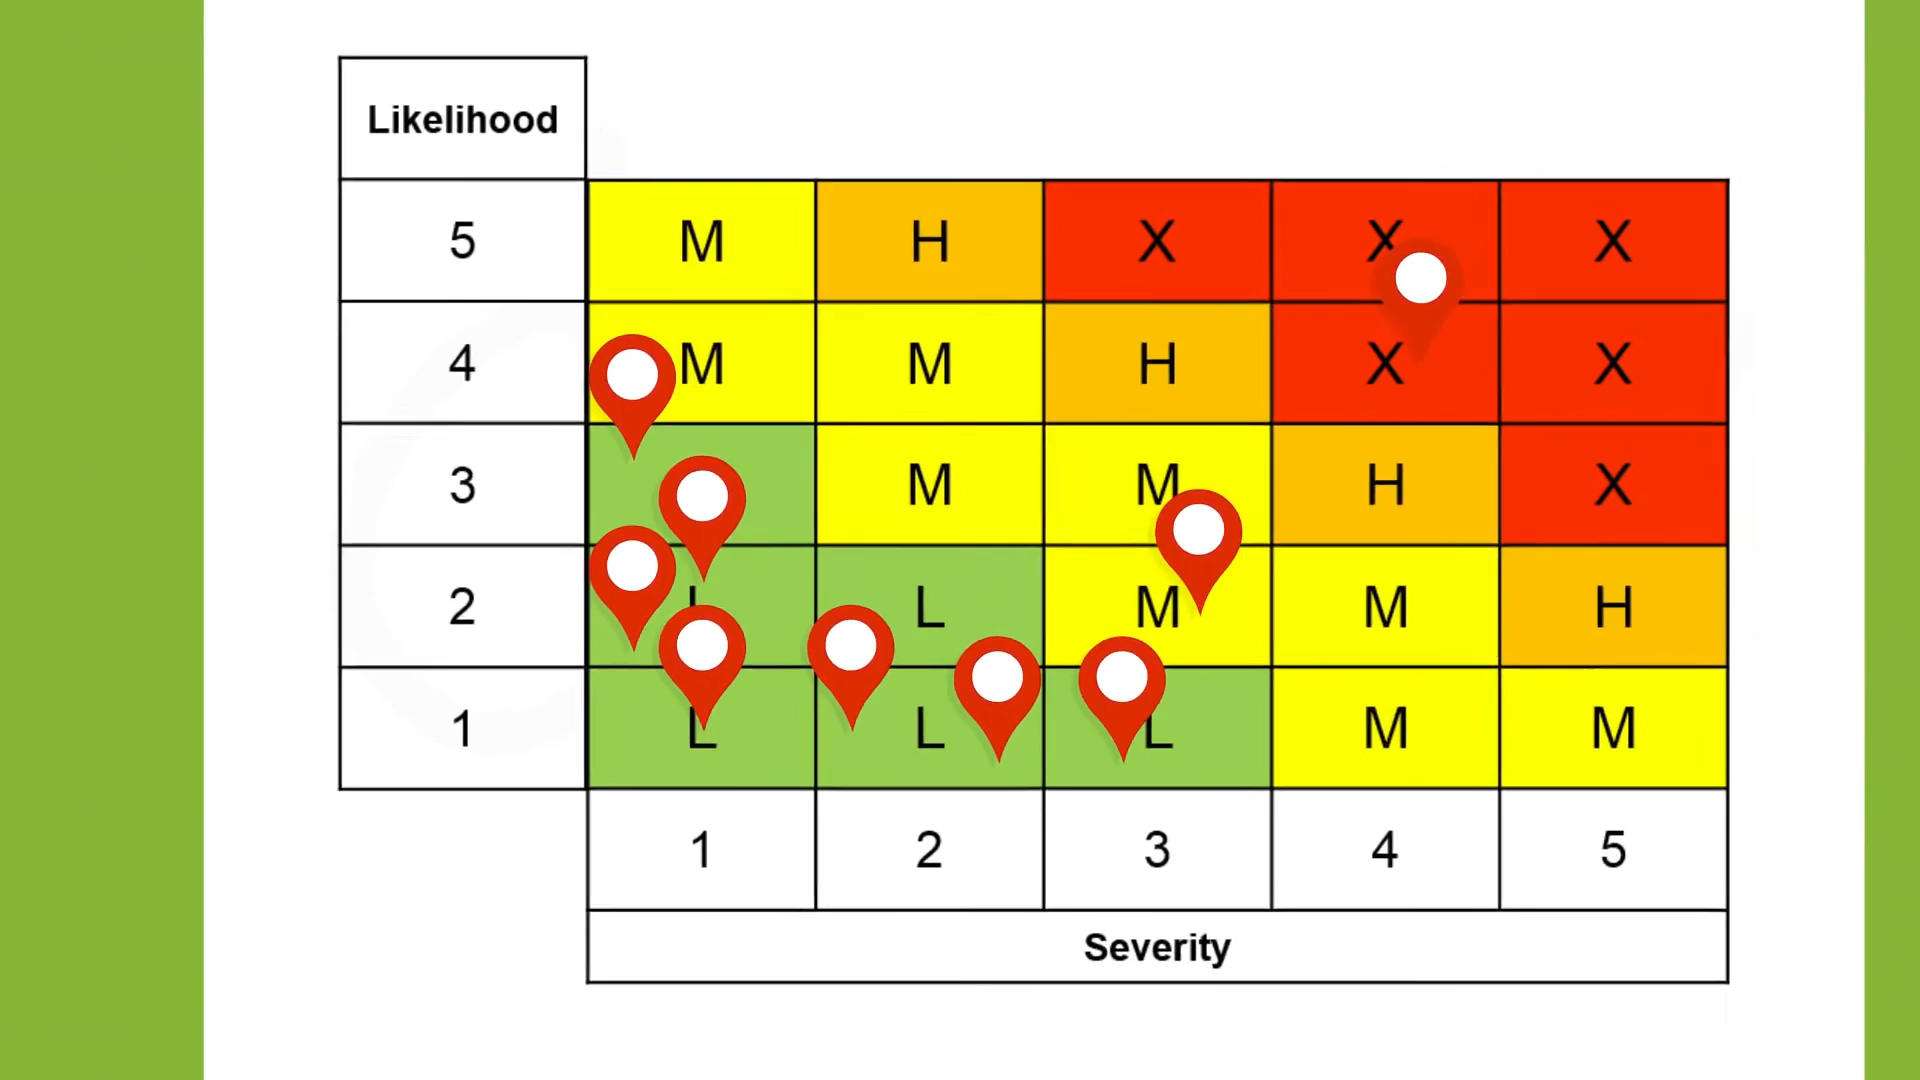 Likelihood
5 M H X X X
4 M M H X X
3 M M H X
2 L L M M H
1 L L L M M
1 2 3 4 5
Severity